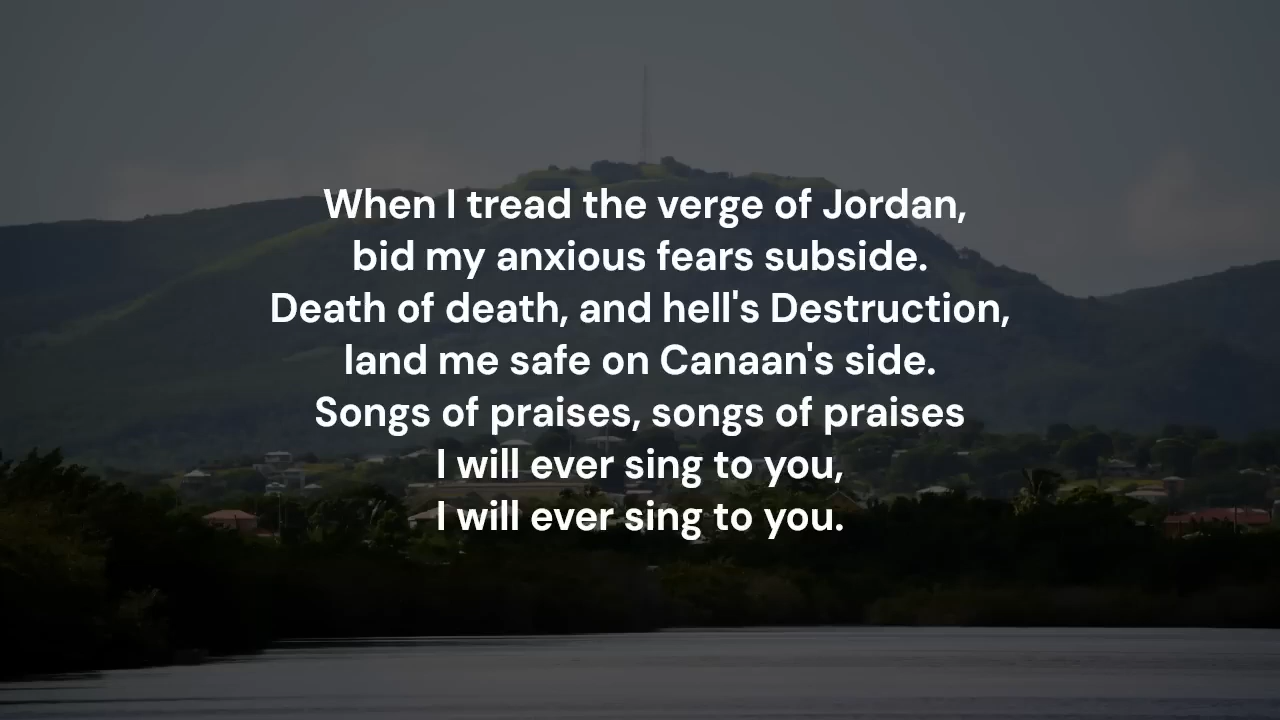 When I tread the verge of Jordan,
bid my anxious fears subside.
Death of death, and hell's Destruction,
land me safe on Canaan's side.
Songs of praises, songs of praises
I will ever sing to you,
I will ever sing to you.